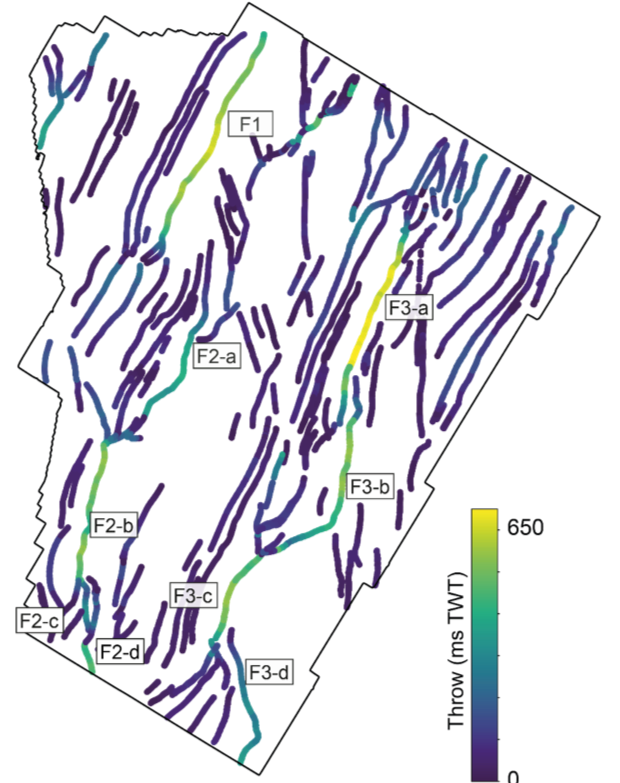 F1
F3-a
F2-a
F3-b
F2-b
650
F3-c
F2-c
F2-d
F3-d
Throw (ms TWT)
0